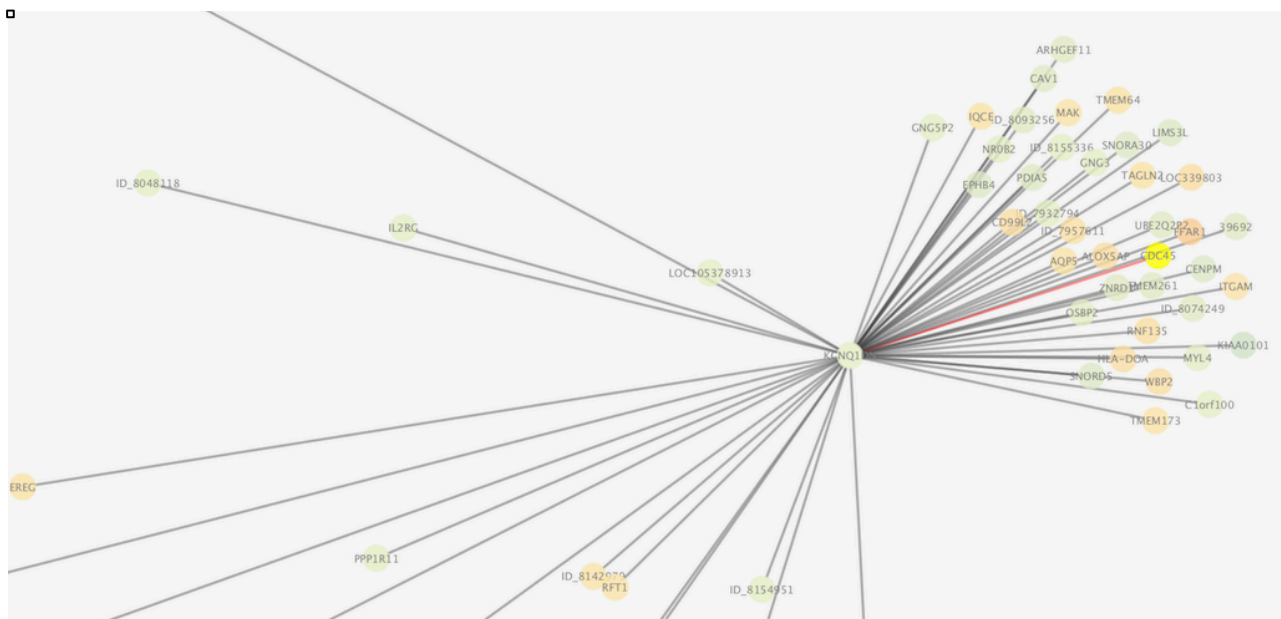 ARHGEF11
CAV1
TMEM64
IQCE
ID_8093256
MAK
GNG5P2
LIMS3L
NR0B2
ID_8155336
SNORA30
GNG3
EPHB4
PDIA5
TAGLN2
LOC339803
ID_8048118
ID_7932794
CD99L2
ID_7957611
UBE2Q2P2
FFAR1
39692
IL2RG
AQP5
ALOX5AP
CDC45
CENPM
LOC105378913
TMEM261
ITGAM
OSBP2
ID_8074249
RNF135
KIAA0101
HLA-DOA
MYL4
SNORD5
WBP2
C1orf100
TMEM173
EREG
PPP1R11
RFT1
ID_8154951